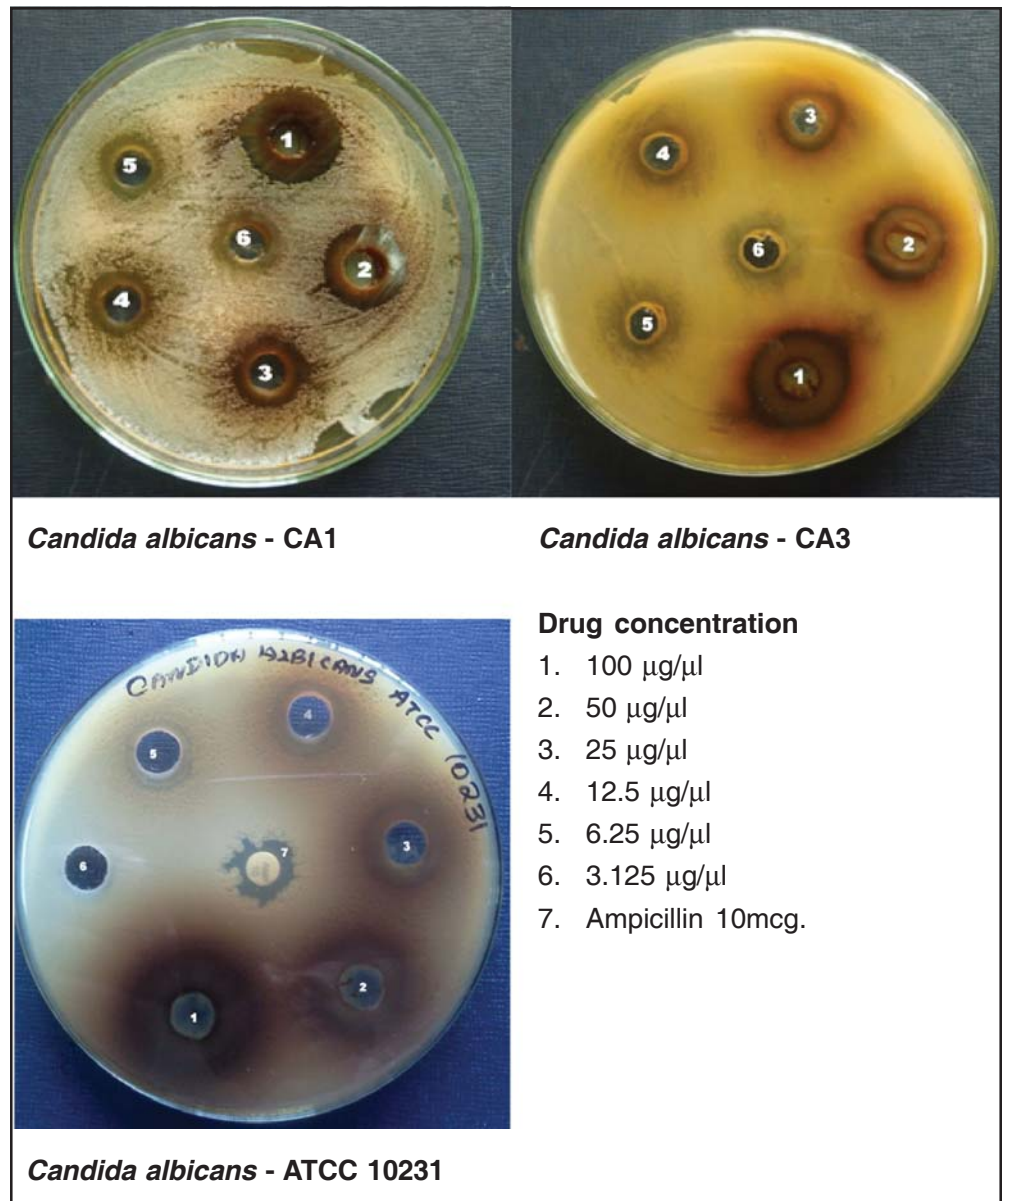 5
1
6
2
4
3
Candida albicans - CA1
3
4
2
6
5
1
Candida albicans - CA3
CANDIDA ALBICANS ATCC 10231
4
5
3
7
6
2
1
Candida albicans - ATCC 10231
Drug concentration
1. 100 μg/μl
2. 50 μg/μl
3. 25 μg/μl
4. 12.5 μg/μl
5. 6.25 μg/μl
6. 3.125 μg/μl
7. Ampicillin 10mcg.